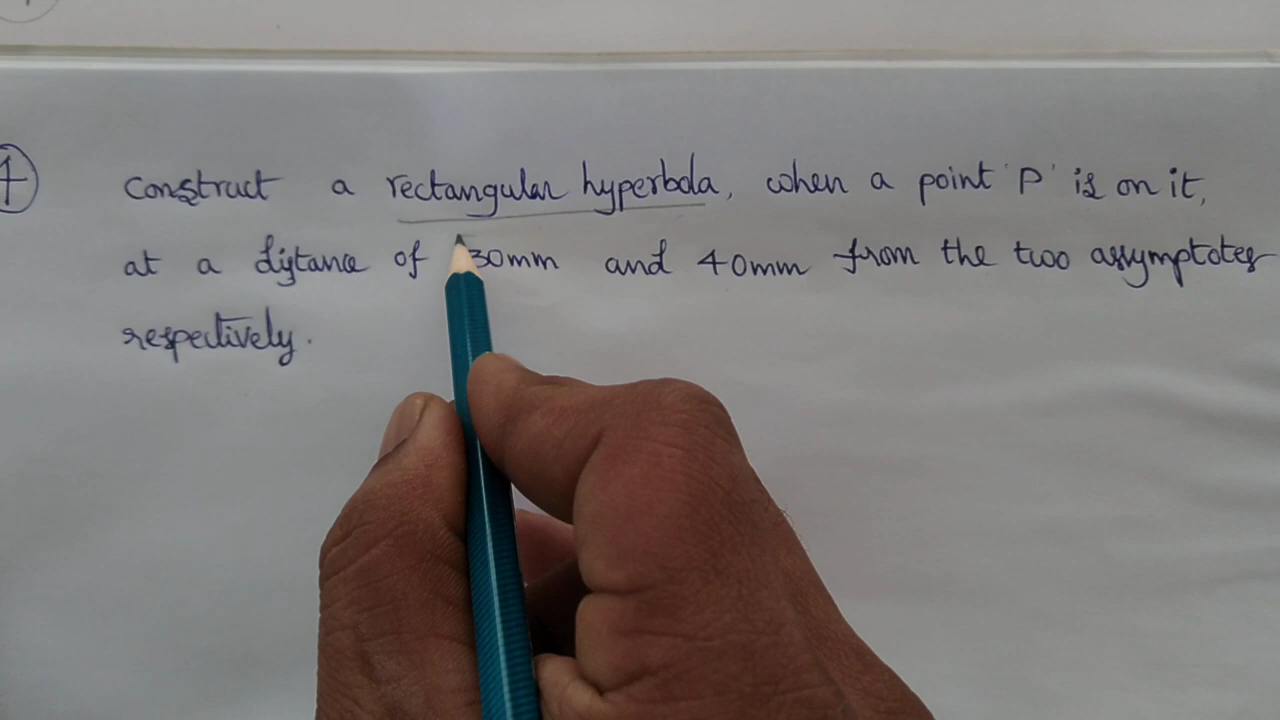 Construct a rectangular hyperbola, when a point 'P' is on it,
at a distance of 30mm and 40mm from the two assymptotes
respectively.